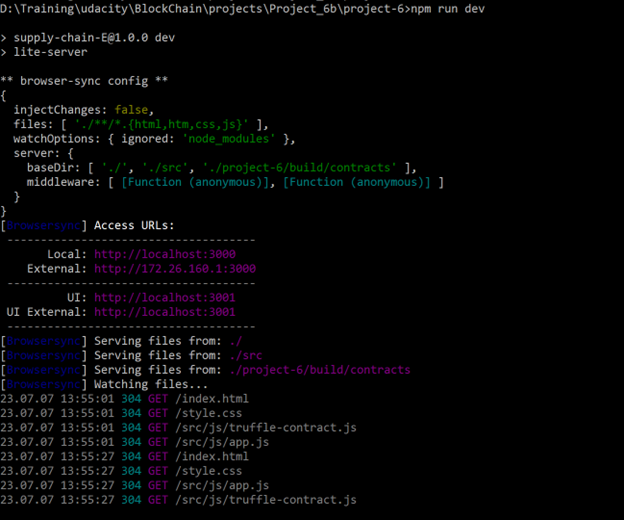 D:\Training\udacity\BlockChain\projects\Project_6b\project-6>npm run dev
> supply-chain-E@1.0.0 dev
> lite-server
** browser-sync config **
{
  injectChanges: false,
  files: [ './**/*.{html,htm,css,js}' ],
  watchOptions: { ignored: 'node_modules' },
  server: {
    baseDir: [ './', './src', './project-6/build/contracts' ],
    middleware: [ [Function (anonymous)], [Function (anonymous)] ]
  }
}
[Browsersync] Access URLs:
 --------------------------------------
       Local: http://localhost:3000
    External: http://172.26.160.1:3000
 --------------------------------------
          UI: http://localhost:3001
 UI External: http://localhost:3001
 --------------------------------------
[Browsersync] Serving files from: ./
[Browsersync] Serving files from: ./src
[Browsersync] Serving files from: ./project-6/build/contracts
[Browsersync] Watching files...
23.07.07 13:55:01 304 GET /index.html
23.07.07 13:55:01 304 GET /style.css
23.07.07 13:55:01 304 GET /src/js/truffle-contract.js
23.07.07 13:55:01 304 GET /src/js/app.js
23.07.07 13:55:27 304 GET /index.html
23.07.07 13:55:27 304 GET /style.css
23.07.07 13:55:27 304 GET /src/js/app.js
23.07.07 13:55:27 304 GET /src/js/truffle-contract.js